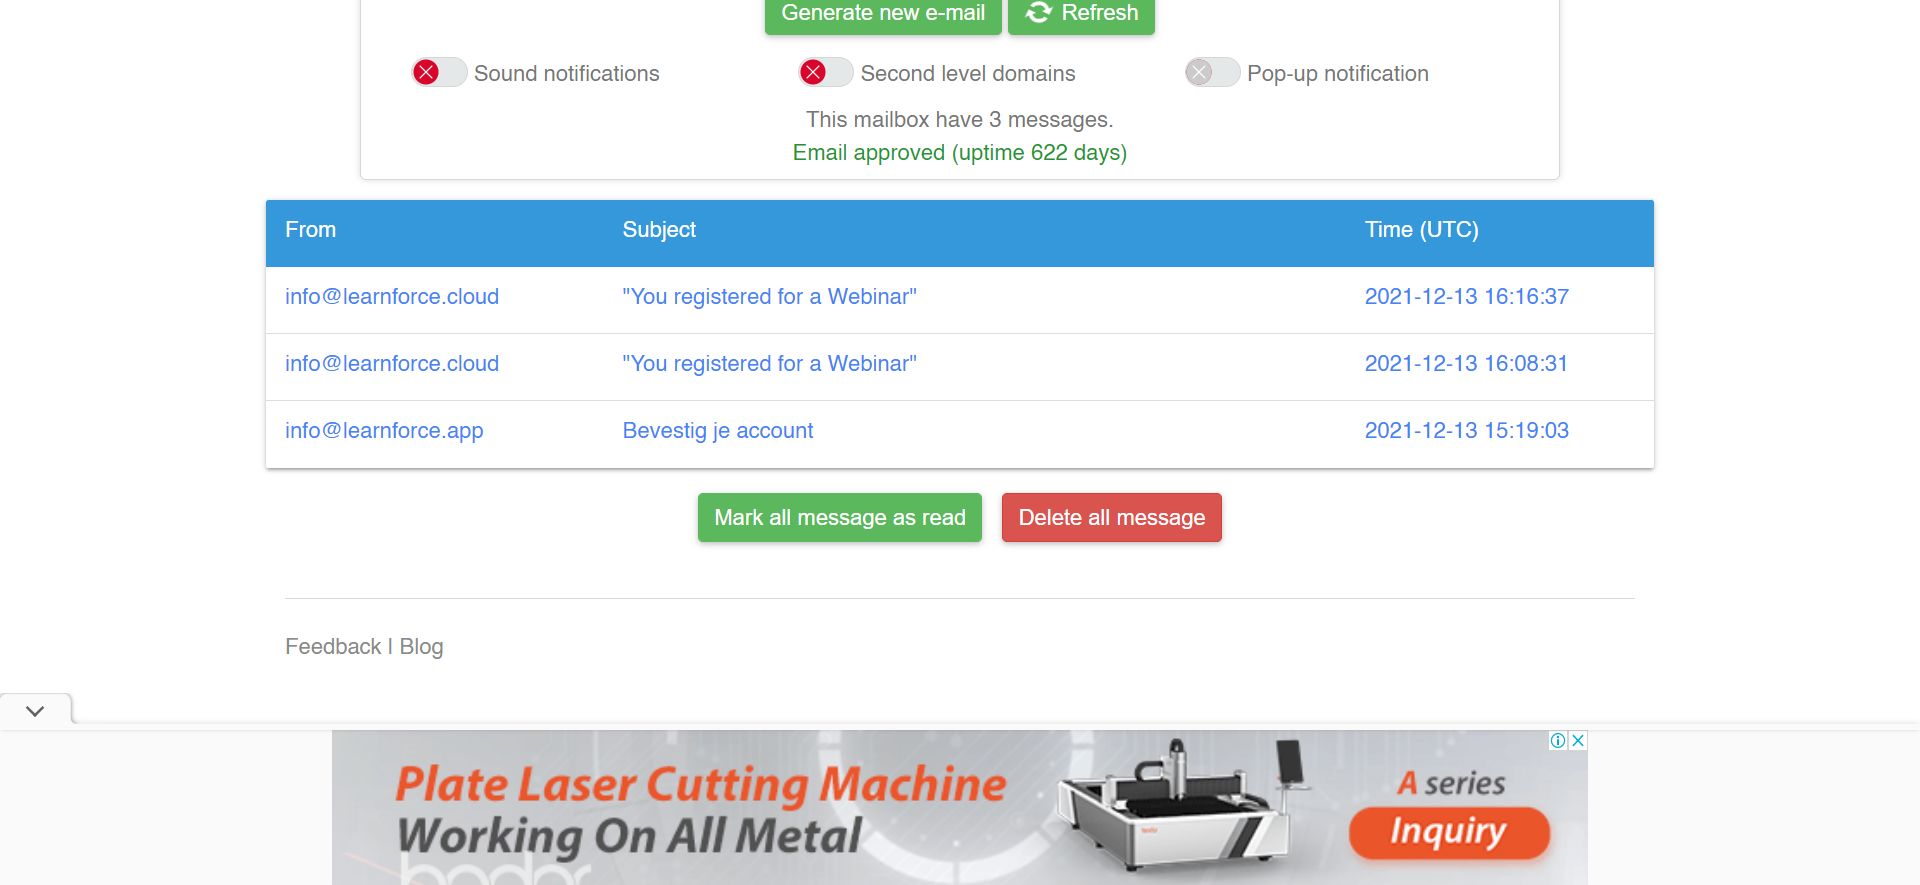 Generate new e-mail Refresh
Sound notifications Second level domains Pop-up notification
This mailbox have 3 messages.
Email approved (uptime 622 days)
From Subject Time (UTC)
info@learnforce.cloud "You registered for a Webinar" 2021-12-13 16:16:37
info@learnforce.cloud "You registered for a Webinar" 2021-12-13 16:08:31
info@learnforce.app Bevestig je account 2021-12-13 15:19:03
Mark all message as read Delete all message
Feedback | Blog
Plate Laser Cutting Machine
Working On All Metal
A series
Inquiry
bodor